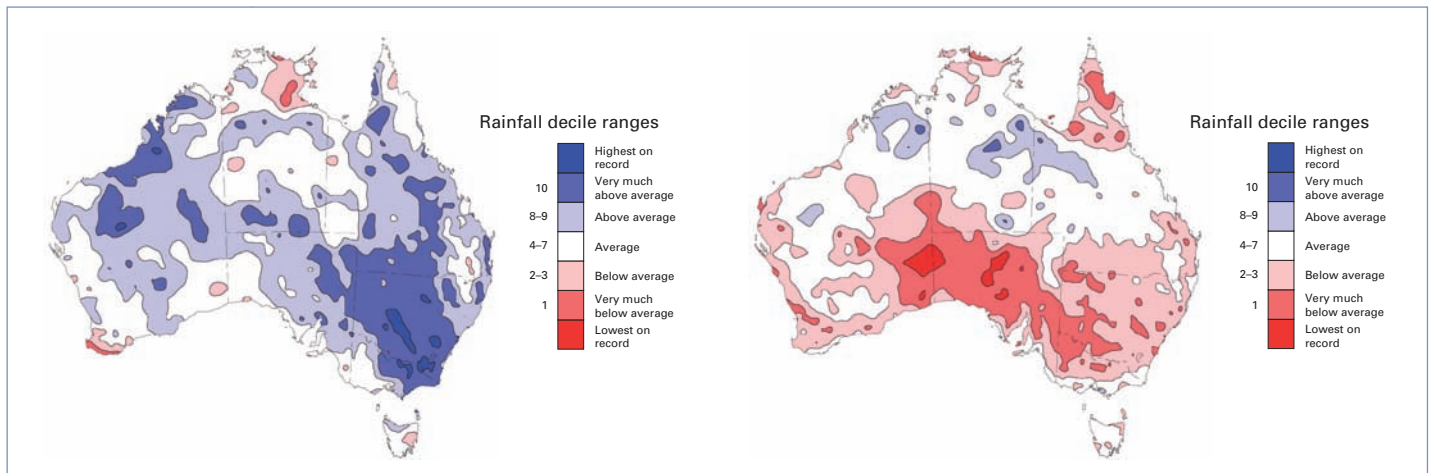 Rainfall decile ranges
Highest on
record
10
Very much
above average
8–9
Above average
4–7
Average
2–3
Below average
1
Very much
below average
Lowest on
record
Rainfall decile ranges
Highest on
record
10
Very much
above average
8–9
Above average
4–7
Average
2–3
Below average
1
Very much
below average
Lowest on
record